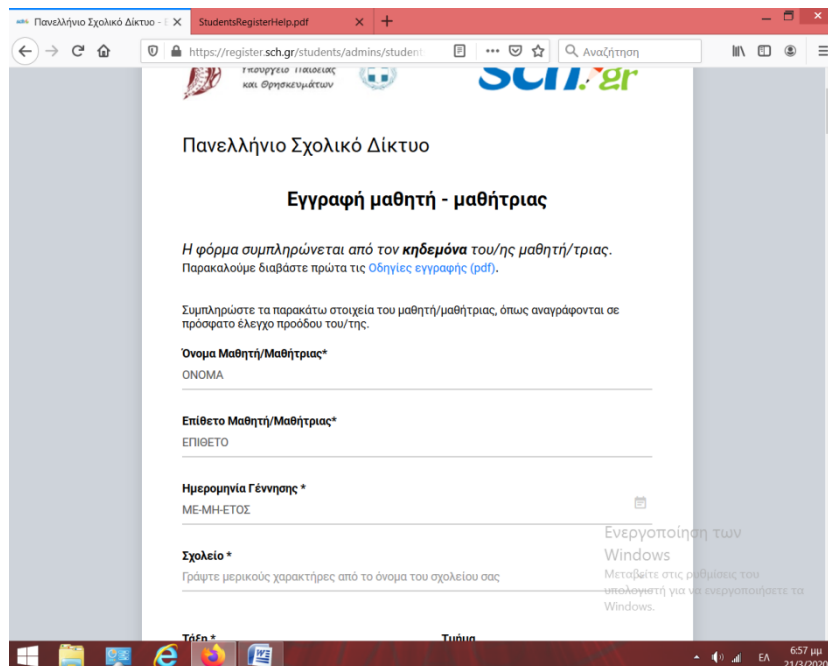 Πανελλήνιο Σχολικό Δίκτυο - Ε
StudentsRegisterHelp.pdf
https://register.sch.gr/students/admins/student
Αναζήτηση
Υπουργείο Παιδείας
και Θρησκευμάτων
sch.gr
Πανελλήνιο Σχολικό Δίκτυο
Εγγραφή μαθητή - μαθήτριας
Η φόρμα συμπληρώνεται από τον κηδεμόνα του/ης μαθητή/τριας.
Παρακαλούμε διαβάστε πρώτα τις Οδηγίες εγγραφής (pdf).
Συμπληρώστε τα παρακάτω στοιχεία του μαθητή/μαθήτριας, όπως αναγράφονται σε
πρόσφατο έλεγχο προόδου του/της.
Όνομα Μαθητή/Μαθήτριας*
ΟΝΟΜΑ
Επίθετο Μαθητή/Μαθήτριας*
ΕΠΙΘΕΤΟ
Ημερομηνία Γέννησης *
ΜΕ-ΜΗ-ΕΤΟΣ
Σχολείο *
Γράψτε μερικούς χαρακτήρες από το όνομα του σχολείου σας
Ενεργοποίηση των
Windows
Μεταβείτε στις ρυθμίσεις του
υπολογιστή για να ενεργοποιήσετε τα
Windows.
Τάξη * Τμήμα
ΕΛ
6:57 μμ
21/3/2020